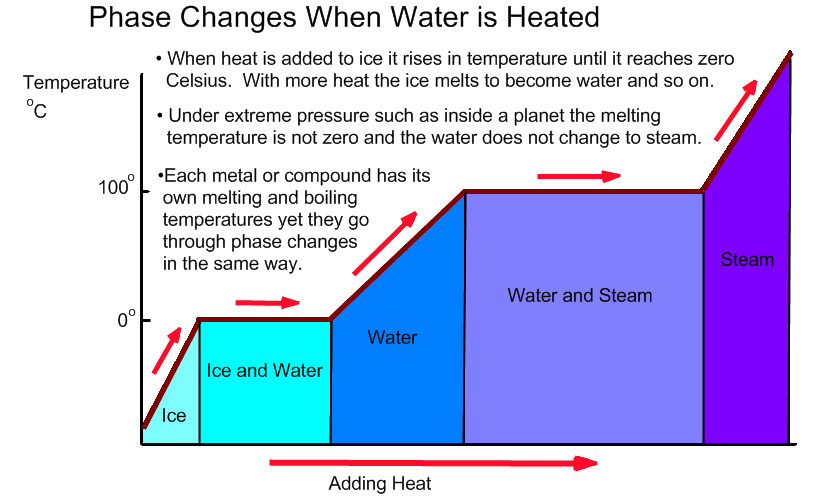 Phase Changes When Water is Heated
• When heat is added to ice it rises in temperature until it reaches zero
Celsius.  With more heat the ice melts to become water and so on.
Temperature
°C
• Under extreme pressure such as inside a planet the melting
temperature is not zero and the water does not change to steam.
•Each metal or compound has its
own melting and boiling
temperatures yet they go
through phase changes
in the same way.
100°
0°
Steam
Water and Steam
Water
Ice and Water
Ice
Adding Heat